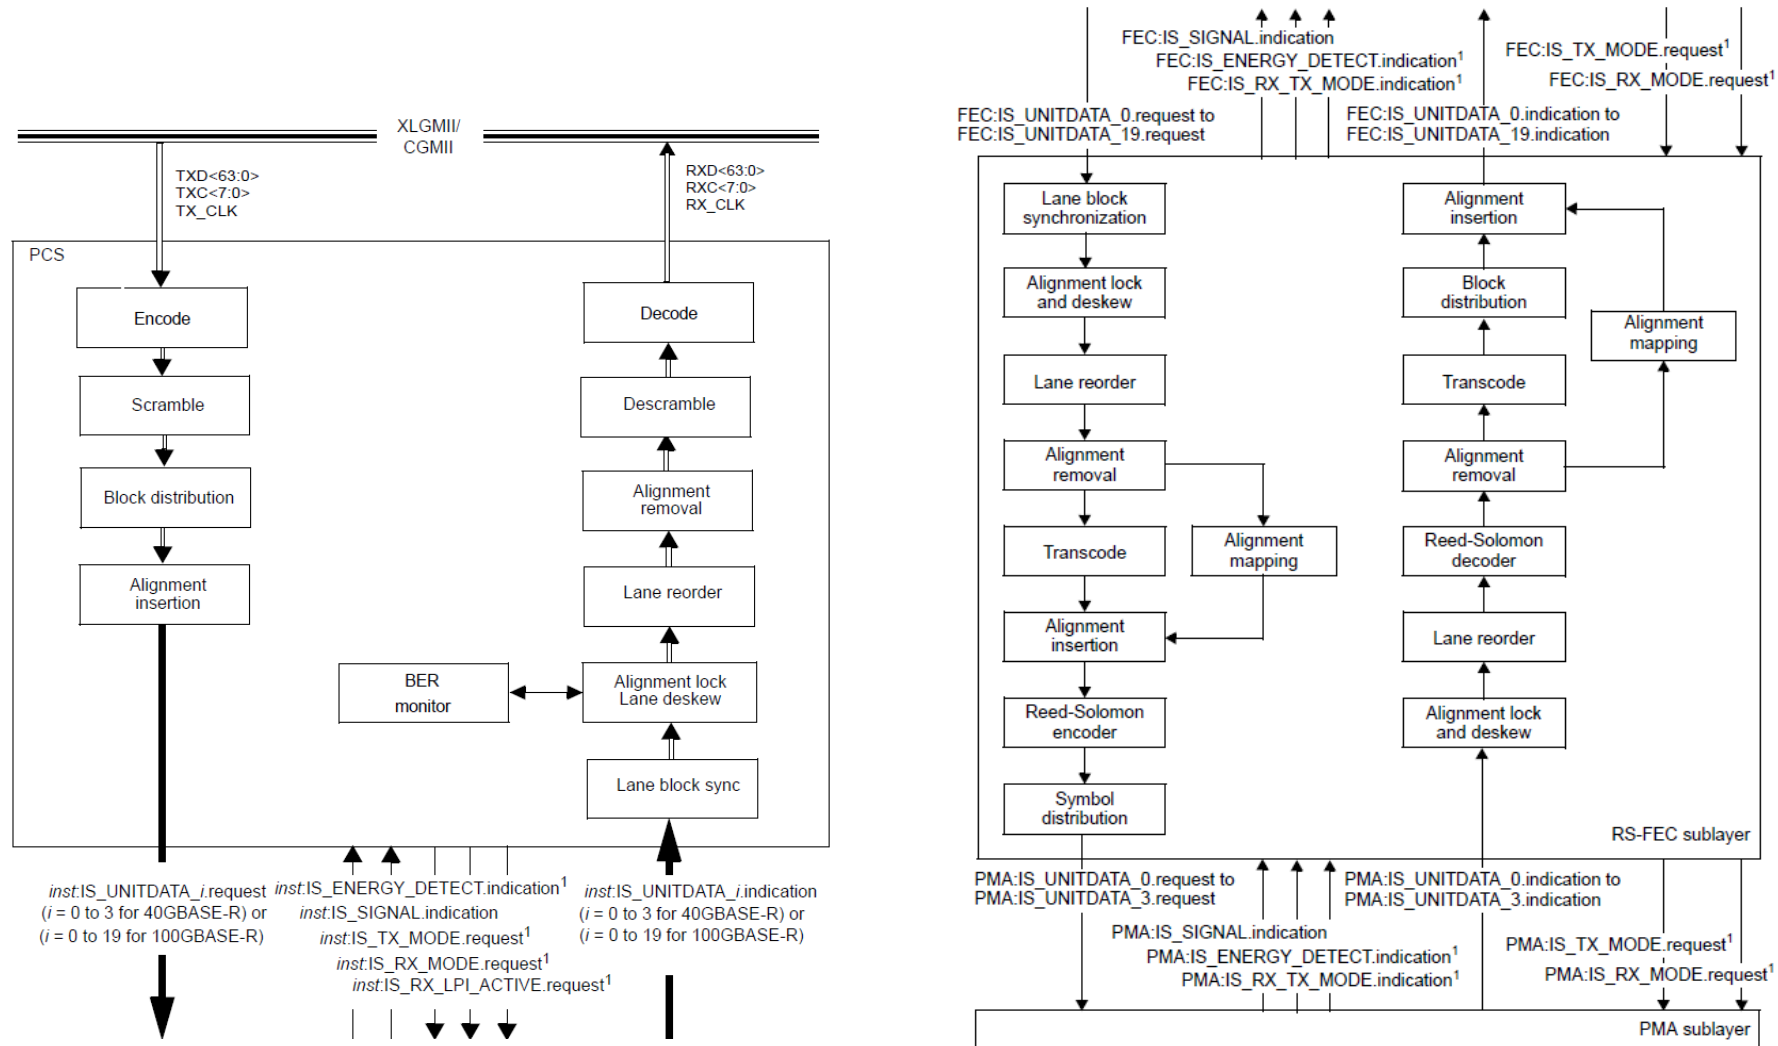 XLGMII/
CGMII
TXD<63:0>
TXC<7:0>
TX_CLK
RXD<63:0>
RXC<7:0>
RX_CLK
PCS
Encode
Scramble
Block distribution
Alignment
insertion
Decode
Descramble
Alignment
removal
Lane reorder
Alignment lock
Lane deskew
BER
monitor
Lane block sync
inst:IS_UNITDATA_i.request
(i = 0 to 3 for 40GBASE-R) or
(i = 0 to 19 for 100GBASE-R)
inst:IS_ENERGY_DETECT.indication¹
inst:IS_SIGNAL.indication
inst:IS_TX_MODE.request¹
inst:IS_RX_MODE.request¹
inst:IS_RX_LPI_ACTIVE.request¹
inst:IS_UNITDATA_i.indication
(i = 0 to 3 for 40GBASE-R) or
(i = 0 to 19 for 100GBASE-R)
FEC:IS_SIGNAL.indication
FEC:IS_ENERGY_DETECT.indication¹
FEC:IS_RX_TX_MODE.indication¹
FEC:IS_TX_MODE.request¹
FEC:IS_RX_MODE.request¹
FEC:IS_UNITDATA_0.request to
FEC:IS_UNITDATA_19.request
FEC:IS_UNITDATA_0.indication to
FEC:IS_UNITDATA_19.indication
Lane block
synchronization
Alignment lock
and deskew
Lane reorder
Alignment
removal
Transcode
Alignment
mapping
Alignment
insertion
Reed-Solomon
encoder
Symbol
distribution
Alignment
insertion
Block
distribution
Alignment
mapping
Transcode
Alignment
removal
Reed-Solomon
decoder
Lane reorder
Alignment lock
and deskew
RS-FEC sublayer
PMA:IS_UNITDATA_0.request to
PMA:IS_UNITDATA_3.request
PMA:IS_UNITDATA_0.indication to
PMA:IS_UNITDATA_3.indication
PMA:IS_SIGNAL.indication
PMA:IS_ENERGY_DETECT.indication¹
PMA:IS_RX_TX_MODE.indication¹
PMA:IS_TX_MODE.request¹
PMA:IS_RX_MODE.request¹
PMA sublayer